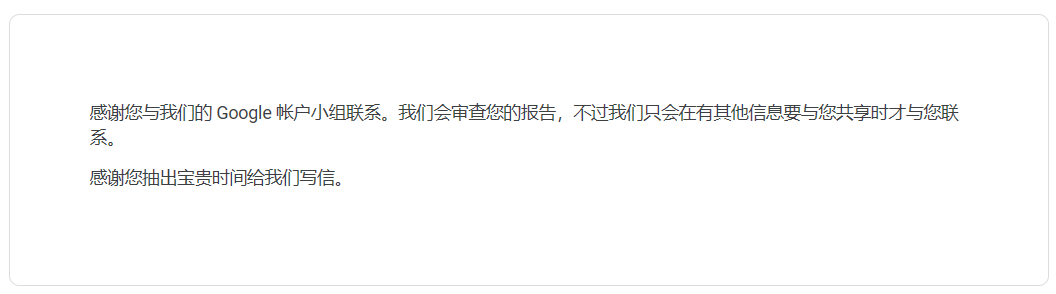 感谢您与我们的 Google 帐户小组联系。我们会审查您的报告，不过我们只会在有其他信息要与您共享时才与您联
系。
感谢您抽出宝贵时间给我们写信。